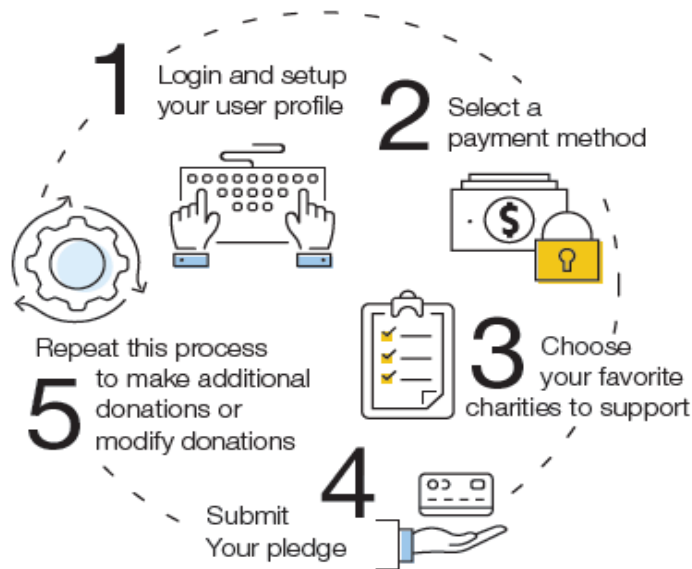 1
Login and setup
your user profile
2
Select a
payment method
$
3
Choose
your favorite
charities to support
4
Submit
Your pledge
5
Repeat this process
to make additional
donations or
modify donations